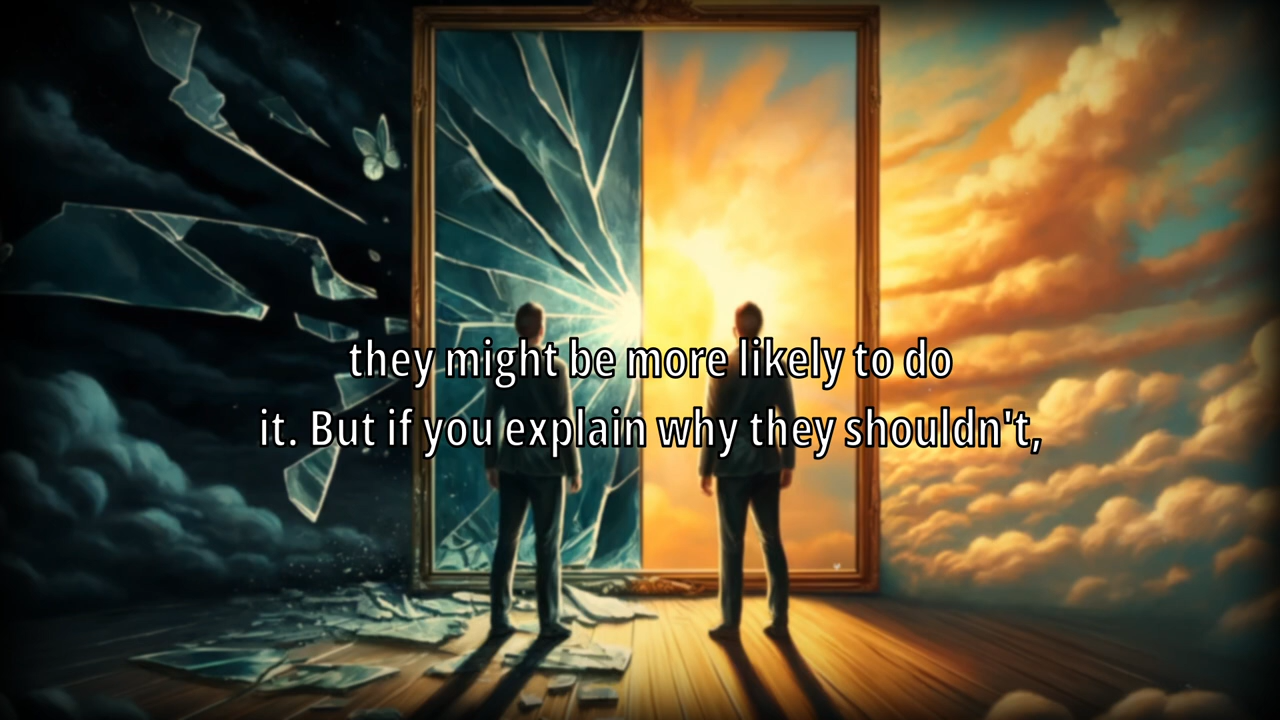 they might be more likely to do
it. But if you explain why they shouldn't,